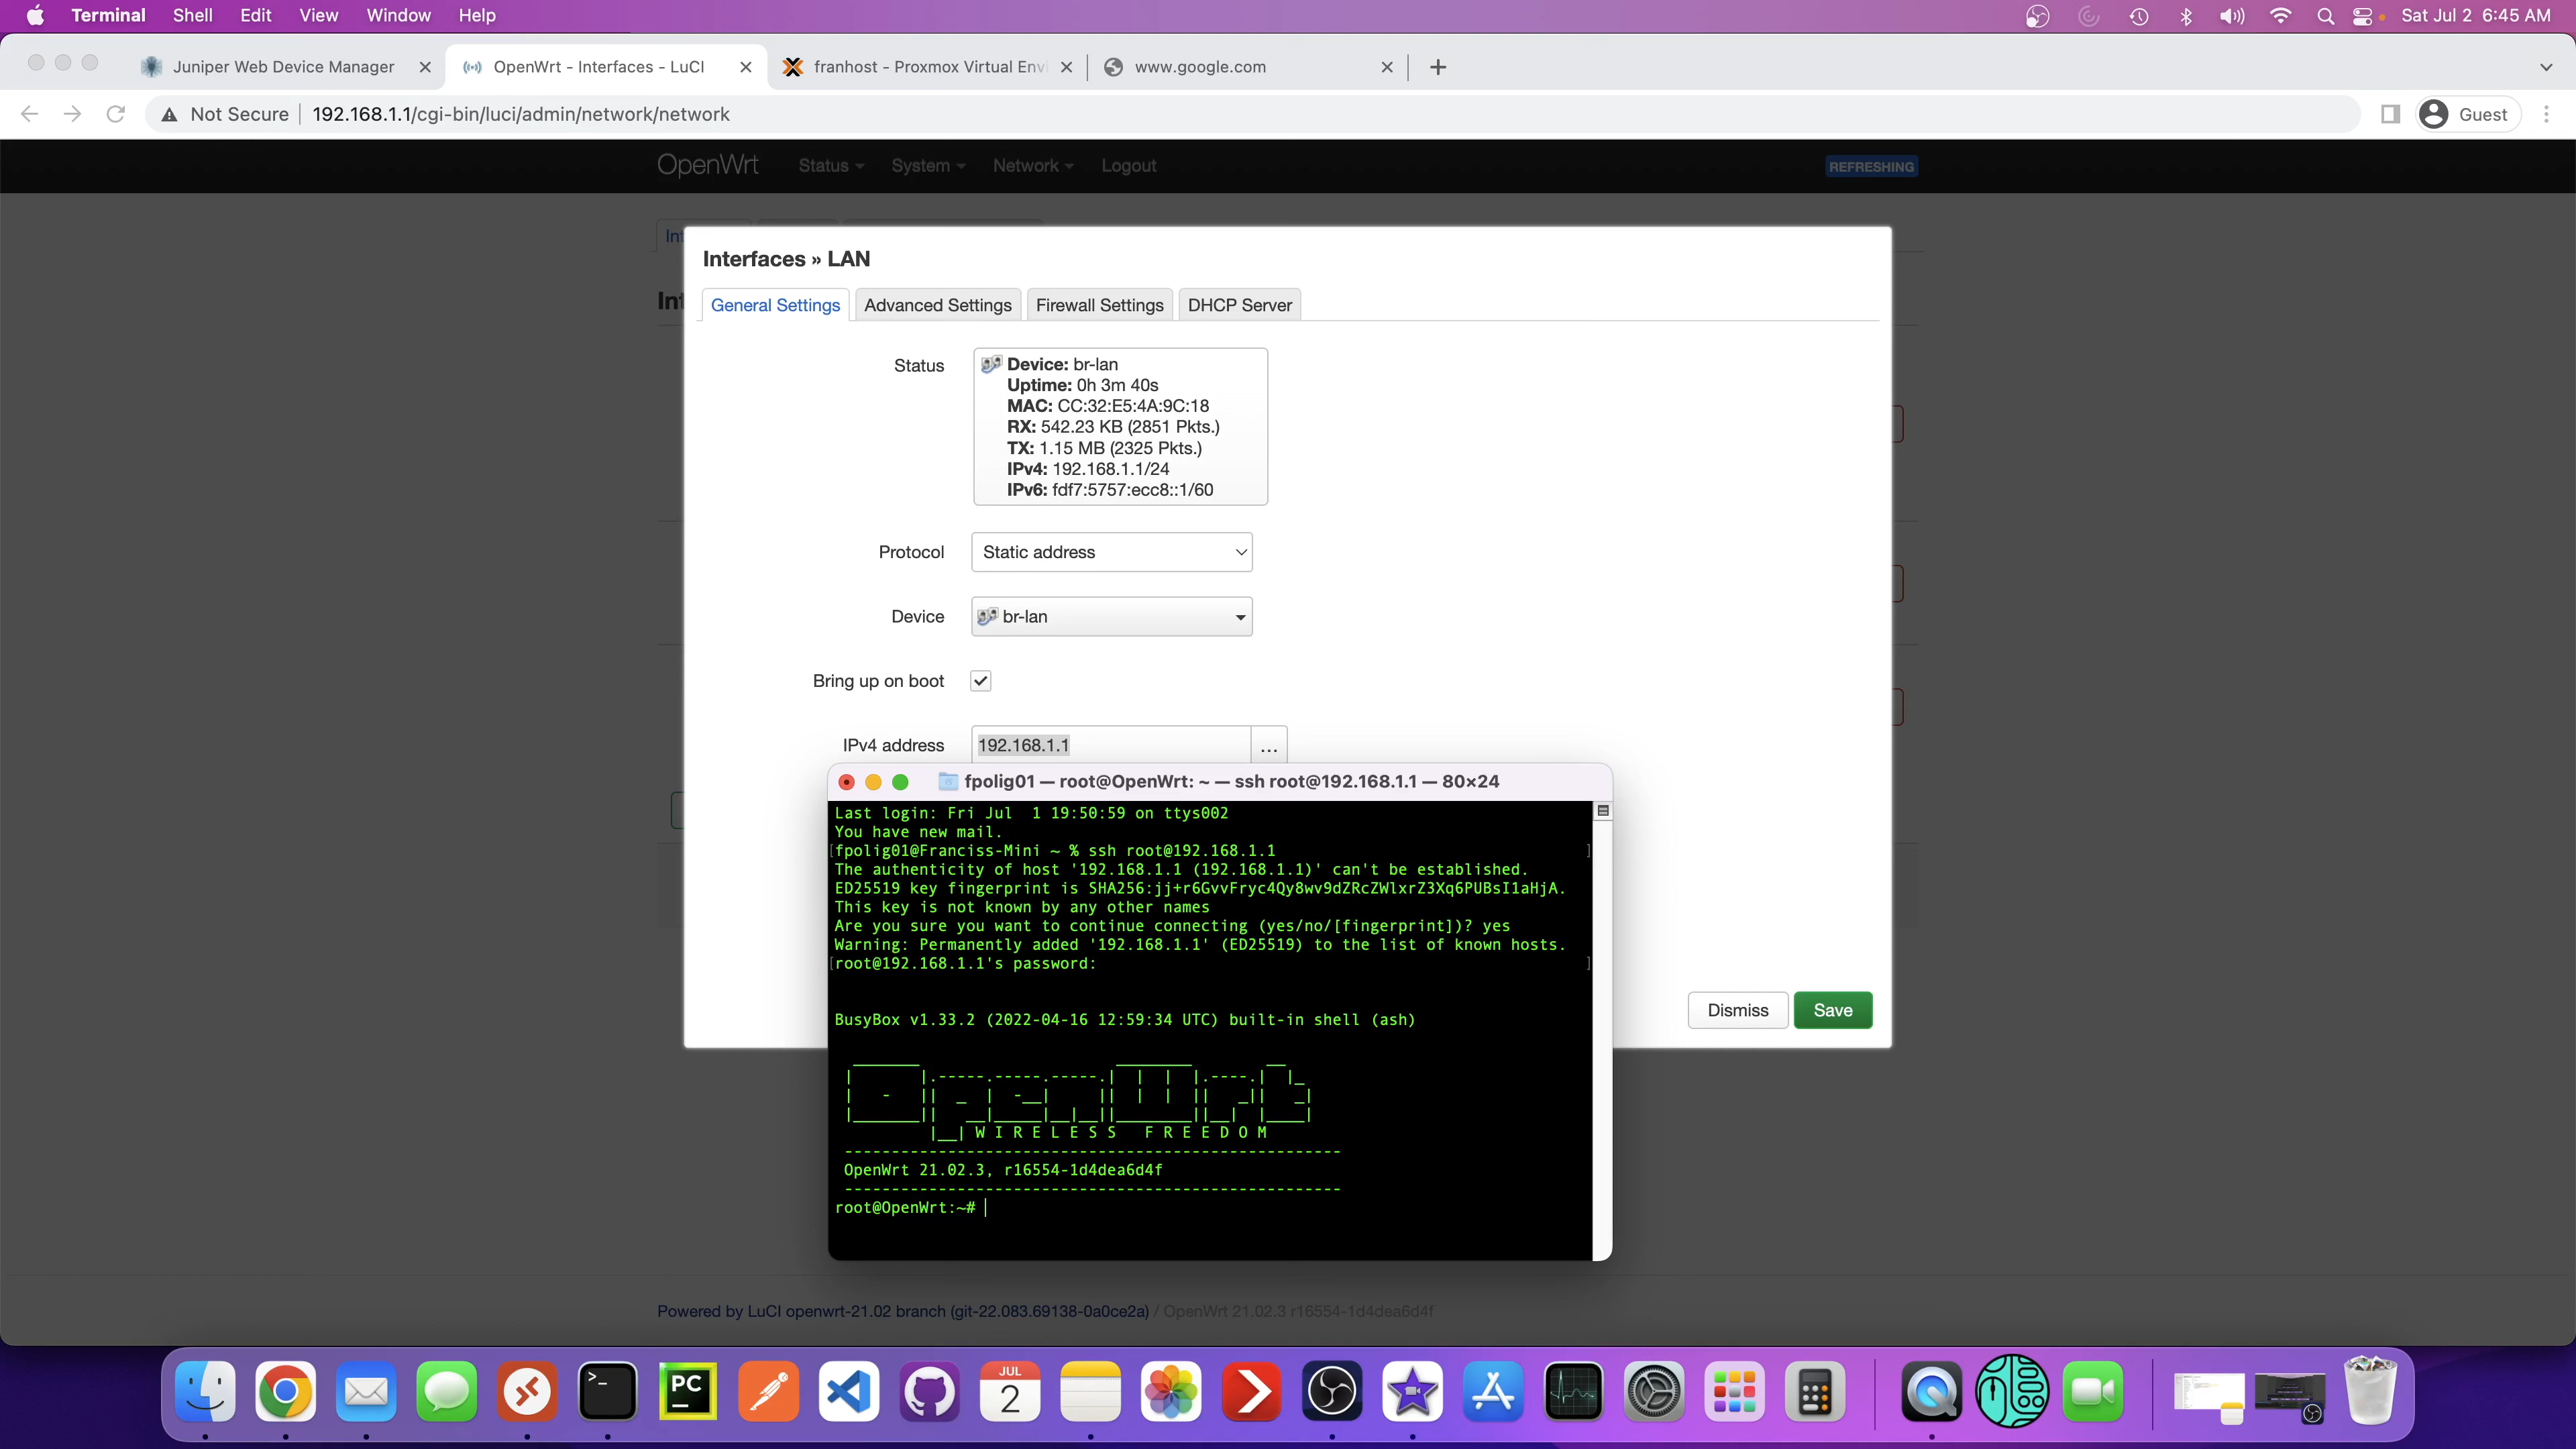 Terminal Shell Edit View Window Help Sat Jul 2 6:45 AM
Juniper Web Device Manager OpenWrt - Interfaces - LuCI franhost - Proxmox Virtual Envi www.google.com
Not Secure 192.168.1.1/cgi-bin/luci/admin/network/network Guest
OpenWrt Status System Network Logout REFRESHING
Int
Interfaces » LAN
Int
General Settings Advanced Settings Firewall Settings DHCP Server
Status
Device: br-lan
Uptime: 0h 3m 40s
MAC: CC:32:E5:4A:9C:18
RX: 542.23 KB (2851 Pkts.)
TX: 1.15 MB (2325 Pkts.)
IPv4: 192.168.1.1/24
IPv6: fdf7:5757:ecc8::1/60
Protocol Static address
Device br-lan
Bring up on boot
IPv4 address 192.168.1.1 ...
fpolig01 — root@OpenWrt: ~ — ssh root@192.168.1.1 — 80×24
Last login: Fri Jul  1 19:50:59 on ttys002
You have new mail.
[fpolig01@Franciss-Mini ~ % ssh root@192.168.1.1 ]
The authenticity of host '192.168.1.1 (192.168.1.1)' can't be established.
ED25519 key fingerprint is SHA256:jj+r6GvvFryc4Qy8wv9dZRcZWlxrZ3Xq6PUBsI1aHjA.
This key is not known by any other names
Are you sure you want to continue connecting (yes/no/[fingerprint])? yes
Warning: Permanently added '192.168.1.1' (ED25519) to the list of known hosts.
[root@192.168.1.1's password: ]
BusyBox v1.33.2 (2022-04-16 12:59:34 UTC) built-in shell (ash)
OpenWrt
W I R E L E S S   F R E E D O M
-----------------------------------------------------
OpenWrt 21.02.3, r16554-1d4dea6d4f
-----------------------------------------------------
root@OpenWrt:~#
Dismiss Save
Powered by LuCI openwrt-21.02 branch (git-22.083.69138-0a0ce2a) / OpenWrt 21.02.3 r16554-1d4dea6d4f
>_ PC JUL 2